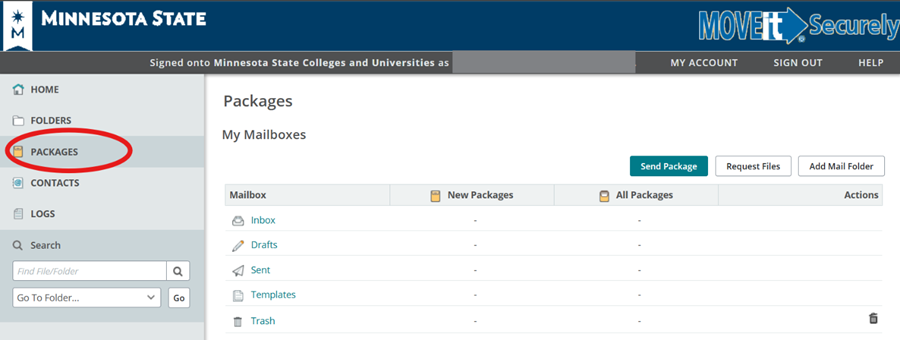 M
MINNESOTA STATE
MOVEit Securely
Signed onto Minnesota State Colleges and Universities as
MY ACCOUNT SIGN OUT HELP
HOME
FOLDERS
PACKAGES
CONTACTS
LOGS
Search
Find File/Folder
Go To Folder... Go
Packages
My Mailboxes
Send Package Request Files Add Mail Folder
Mailbox New Packages All Packages Actions
Inbox - -
Drafts - -
Sent - -
Templates - -
Trash - -